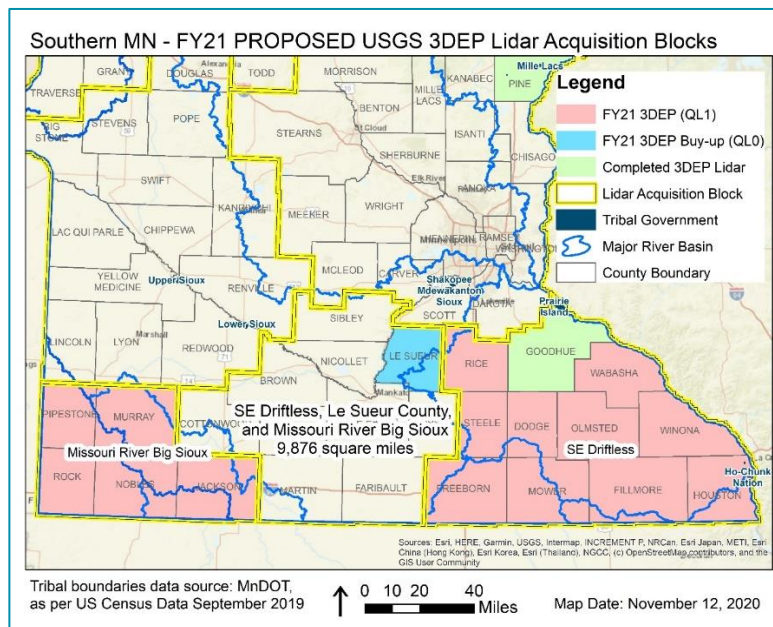 Southern MN - FY21 PROPOSED USGS 3DEP Lidar Acquisition Blocks
Legend
FY21 3DEP (QL1)
FY21 3DEP Buy-up (QL0)
Completed 3DEP Lidar
Lidar Acquisition Block
Tribal Government
Major River Basin
County Boundary
Alexandria
Mille Lacs
GRANT
DOUGLAS
TODD
MORRISON
KANABEC
PINE
TRAVERSE
BIG
STONE
STEVENS
POPE
BENTON
MILLE
LACS
St Cloud
STEARNS
ISANTI
CHISAGO
SHERBURNE
Elk River
ANOKA
SWIFT
KANDIYOHI
WRIGHT
MEEKER
HENNEPIN
RAMSEY
WASHINGTON
LAC QUI PARLE
CHIPPEWA
MCLEOD
CARVER
YELLOW
MEDICINE
Upper Sioux
RENVILLE
Shakopee
Mdewakanton
Sioux
Lakeville
DAKOTA
SCOTT
Prairie
Island
SIBLEY
LINCOLN
LYON
Marshall
REDWOOD
Lower Sioux
71
NICOLLET
LE SUEUR
RICE
GOODHUE
WABASHA
14
BROWN
Mankato
PIPESTONE
MURRAY
COTTONWOOD
SE Driftless, Le Sueur County,
and Missouri River Big Sioux
9,876 square miles
STEELE
DODGE
OLMSTED
WINONA
Missouri River Big Sioux
SE Driftless
ROCK
NOBLES
JACKSON
MARTIN
FARIBAULT
FREEBORN
MOWER
FILLMORE
HOUSTON
Ho-Chunk
Nation
Sources: Esri, HERE, Garmin, USGS, Intermap, INCREMENT P, NRCan, Esri Japan, METI, Esri
China (Hong Kong), Esri Korea, Esri (Thailand), NGCC, (c) OpenStreetMap contributors, and the
GIS User Community
Tribal boundaries data source: MnDOT,
as per US Census Data September 2019
0 10 20 40
Miles
Map Date: November 12, 2020